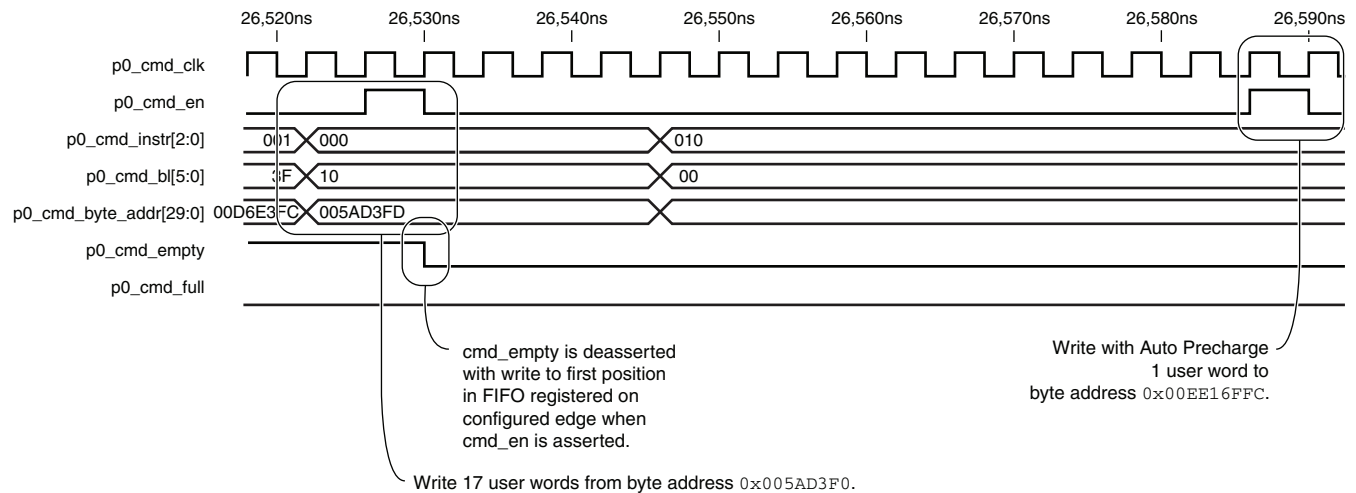 26,520ns 26,530ns 26,540ns 26,550ns 26,560ns 26,570ns 26,580ns 26,590ns
p0_cmd_clk
p0_cmd_en
p0_cmd_instr[2:0] 001 000 010
p0_cmd_bl[5:0] 3F 10 00
p0_cmd_byte_addr[29:0] 00D6E3FC 005AD3FD
p0_cmd_empty
p0_cmd_full
cmd_empty is deasserted
with write to first position
in FIFO registered on
configured edge when
cmd_en is asserted.
Write with Auto Precharge
1 user word to
byte address 0x00EE16FFC.
Write 17 user words from byte address 0x005AD3F0.